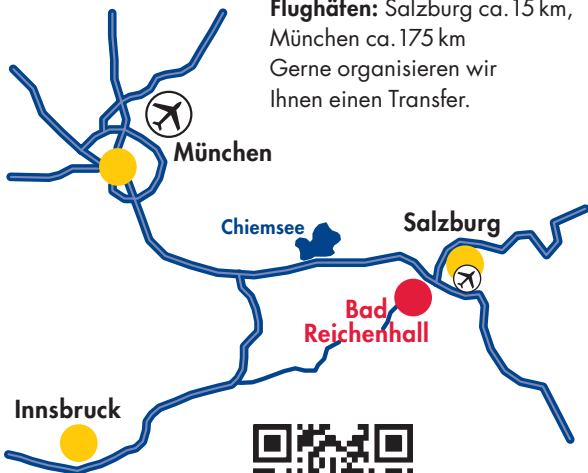 Flughäfen: Salzburg ca. 15 km,
München ca. 175 km
Gerne organisieren wir
Ihnen einen Transfer.
München
Chiemsee
Salzburg
Bad
Reichenhall
Innsbruck